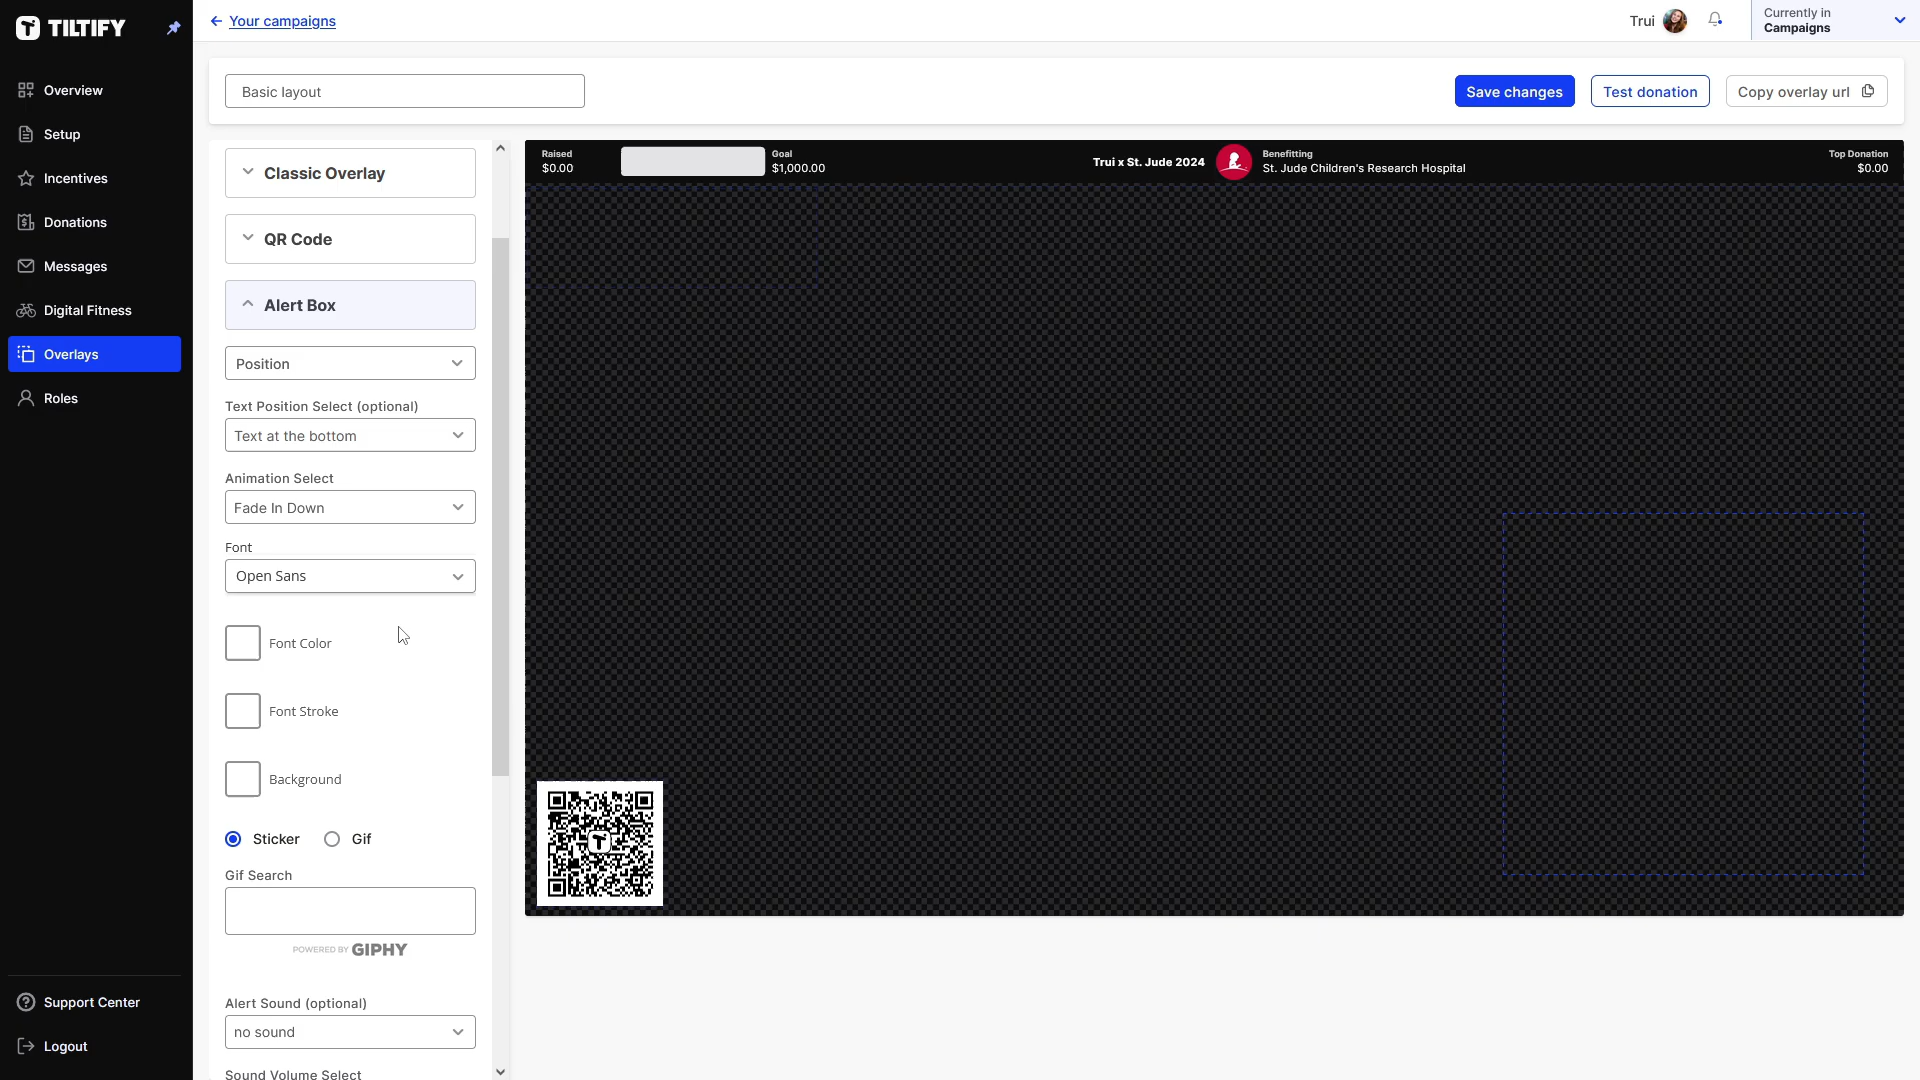 TILTIFY
Your campaigns
Trui
Currently in
Campaigns
Overview
Setup
Incentives
Donations
Messages
Digital Fitness
Overlays
Roles
Support Center
Logout
Basic layout
Save changes
Test donation
Copy overlay url
Classic Overlay
QR Code
Alert Box
Position
Text Position Select (optional)
Text at the bottom
Animation Select
Fade In Down
Font
Open Sans
Font Color
Font Stroke
Background
Sticker
Gif
Gif Search
POWERED BY GIPHY
Alert Sound (optional)
no sound
Sound Volume Select
Raised
$0.00
Goal
$1,000.00
Trui x St. Jude 2024
Benefitting
St. Jude Children's Research Hospital
Top Donation
$0.00